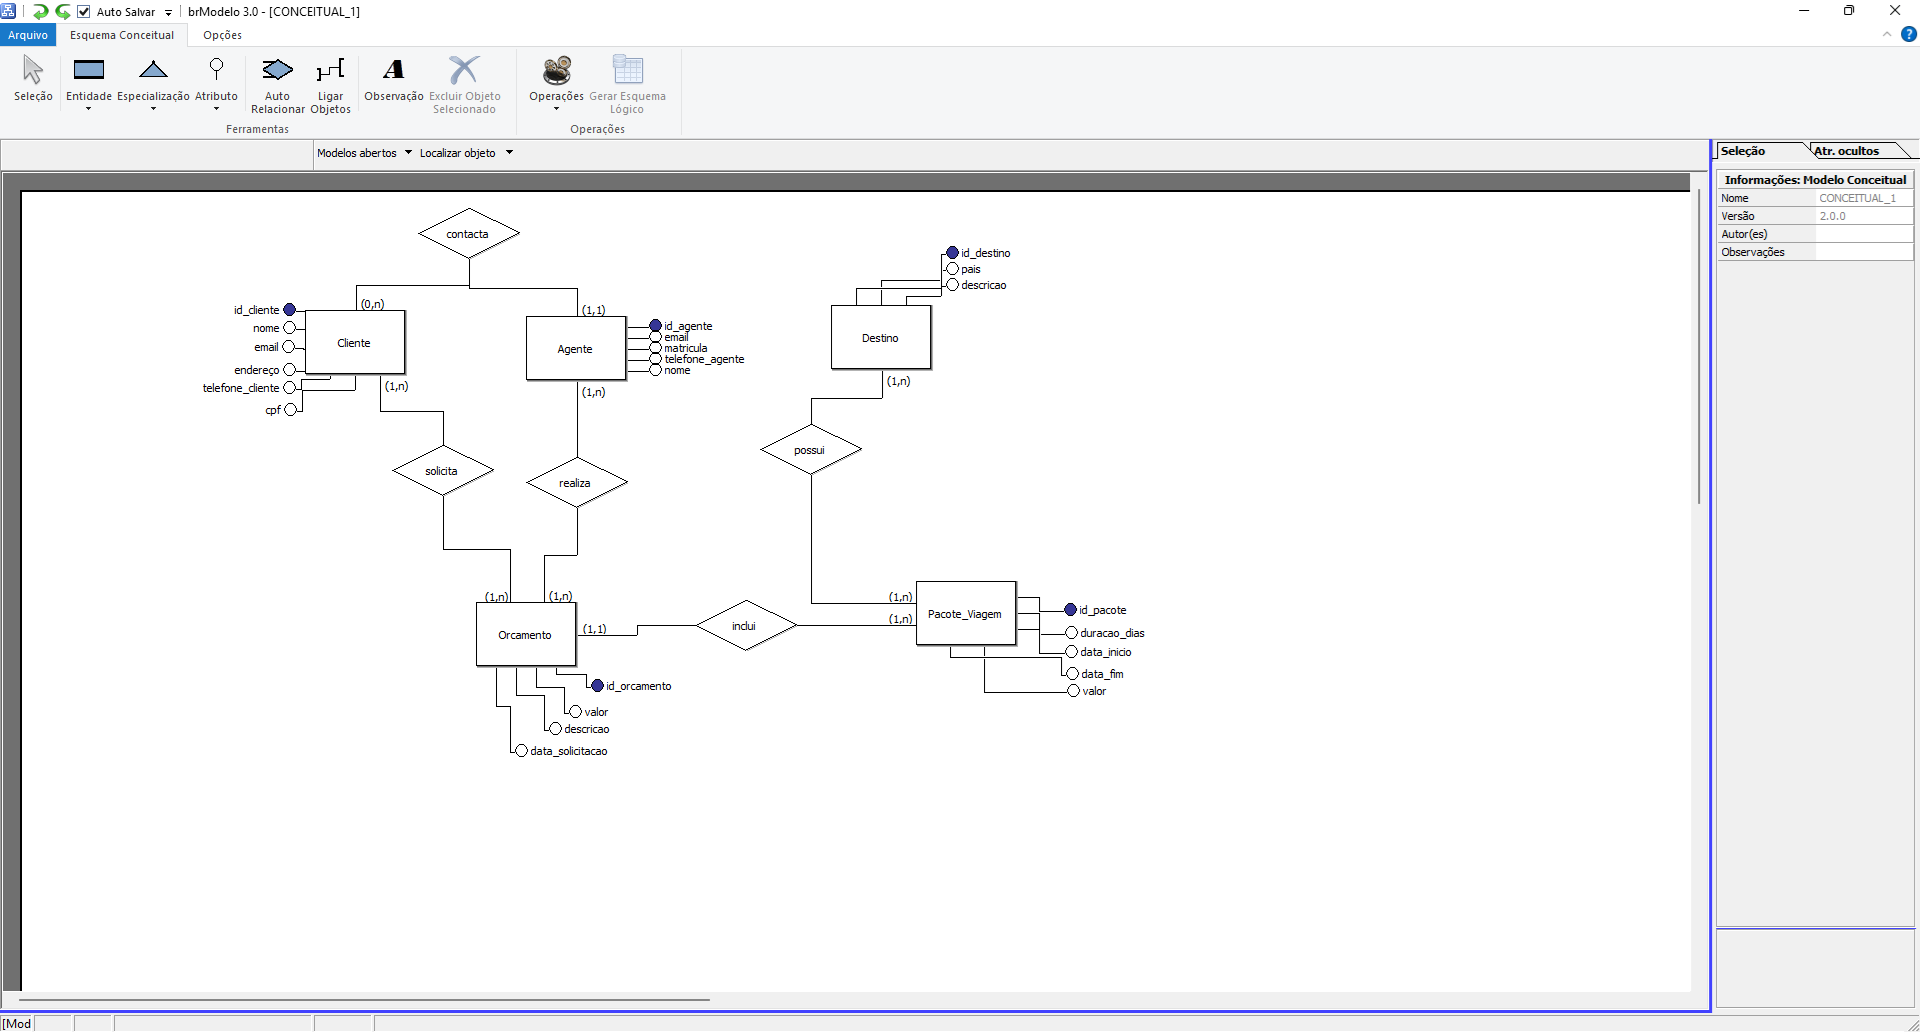 Auto Salvar
brModelo 3.0 - [CONCEITUAL_1]
Arquivo
Esquema Conceitual
Opções
?
Seleção
Entidade
Especialização
Atributo
Auto
Relacionar
Ligar
Objetos
A
Observação
Excluir Objeto
Selecionado
Operações
Gerar Esquema
Lógico
Ferramentas
Operações
Modelos abertos
Localizar objeto
Seleção
Atr. ocultos
Informações: Modelo Conceitual
Nome
CONCEITUAL_1
Versão
2.0.0
Autor(es)
Observações
contacta
(0,n)
(1,1)
id_cliente
nome
email
endereço
telefone_cliente
cpf
Cliente
(1,n)
Agente
id_agente
email
matricula
telefone_agente
nome
(1,n)
id_destino
pais
descricao
Destino
(1,n)
solicita
realiza
possui
(1,n)
(1,n)
Orcamento
(1,1)
inclui
(1,n)
(1,n)
Pacote_Viagem
id_pacote
duracao_dias
data_inicio
data_fim
valor
id_orcamento
valor
descricao
data_solicitacao
[Mod